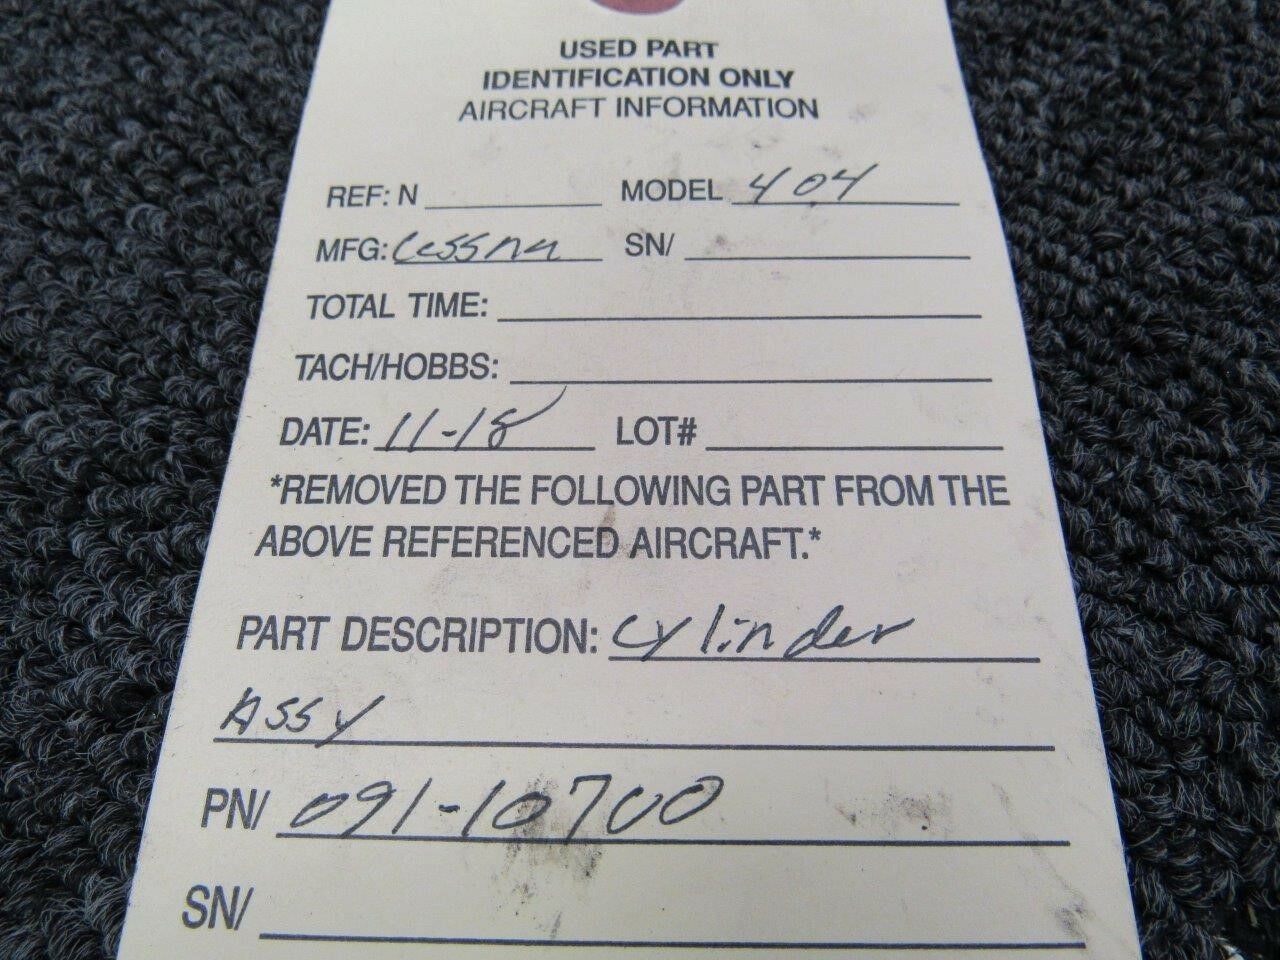 USED PART
IDENTIFICATION ONLY
AIRCRAFT INFORMATION
REF: N MODEL 404
MFG: Cessna SN/
TOTAL TIME:
TACH/HOBBS:
DATE: 11-18 LOT#
*REMOVED THE FOLLOWING PART FROM THE
ABOVE REFERENCED AIRCRAFT.*
PART DESCRIPTION: Cylinder
Assy
PN/ 091-10700
SN/